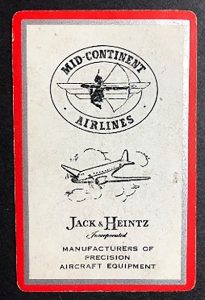 MID-CONTINENT
AIRLINES
JACK & HEINTZ
Incorporated
MANUFACTURERS OF
PRECISION
AIRCRAFT EQUIPMENT